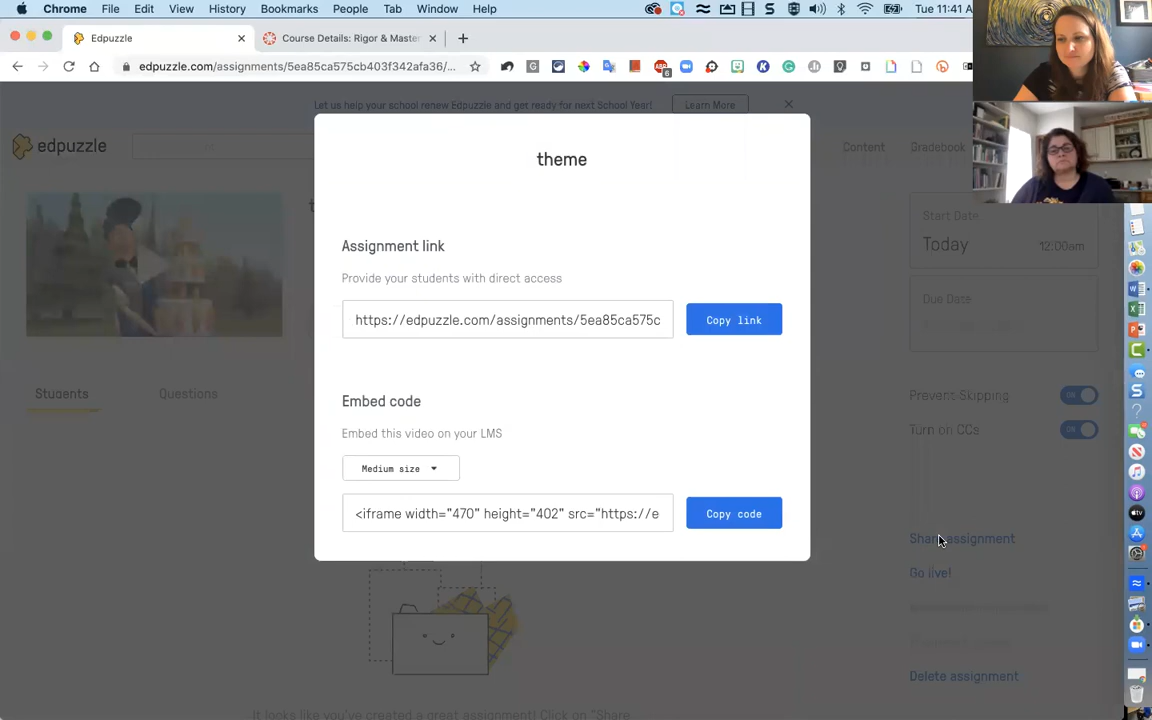 Chrome File Edit View History Bookmarks People Tab Window Help Tue 11:41 A
Edpuzzle Course Details: Rigor & Master
edpuzzle.com/assignments/5ea85ca575cb403f342afa36/...
6
Let us help your school renew Edpuzzle and get ready for next School Year! Learn More
edpuzzle Content Gradebook
theme
Start Date
Today 12:00am
Assignment link
Provide your students with direct access
https://edpuzzle.com/assignments/5ea85ca575c Copy link
Due Date
Students Questions
Prevent Skipping ON
Embed code
Turn on CCs ON
Embed this video on your LMS
Medium size
<iframe width="470" height="402" src="https://e Copy code
Share assignment
Go live!
Delete assignment
It looks like you've created a great assignment! Click on "Share